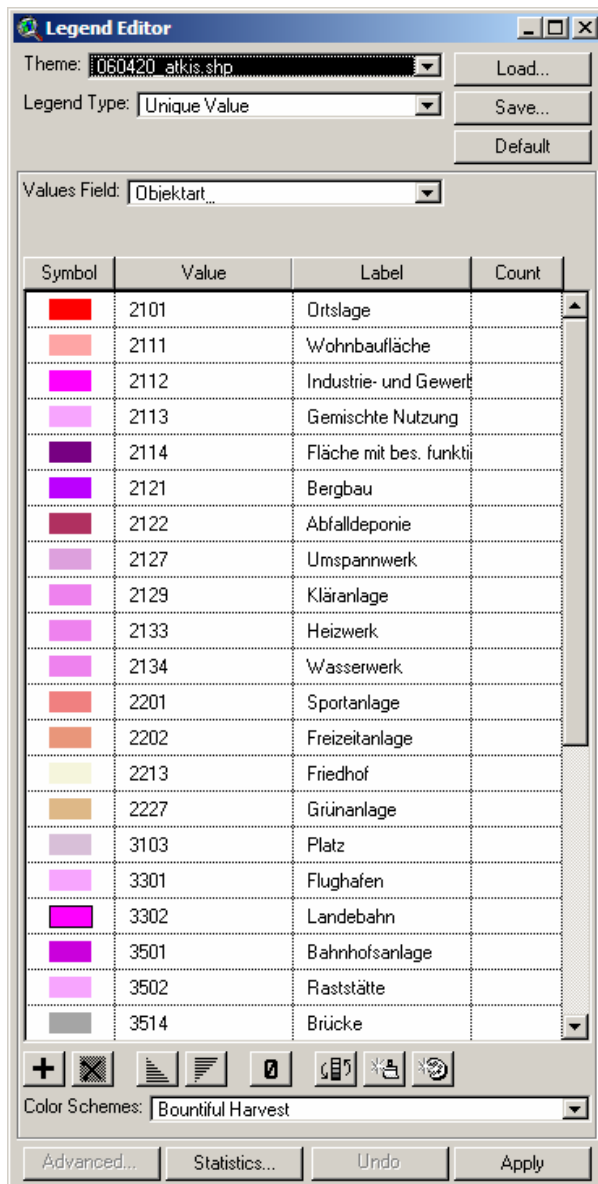 Legend Editor
Theme: 060420_atkis.shp
Load...
Legend Type: Unique Value
Save...
Default
Values Field: Objektart_
Symbol Value Label Count
2101 Ortslage
2111 Wohnbaufläche
2112 Industrie- und Gewerb
2113 Gemischte Nutzung
2114 Fläche mit bes. funkti
2121 Bergbau
2122 Abfalldeponie
2127 Umspannwerk
2129 Kläranlage
2133 Heizwerk
2134 Wasserwerk
2201 Sportanlage
2202 Freizeitanlage
2213 Friedhof
2227 Grünanlage
3103 Platz
3301 Flughafen
3302 Landebahn
3501 Bahnhofsanlage
3502 Raststätte
3514 Brücke
0
Color Schemes: Bountiful Harvest
Advanced... Statistics... Undo Apply